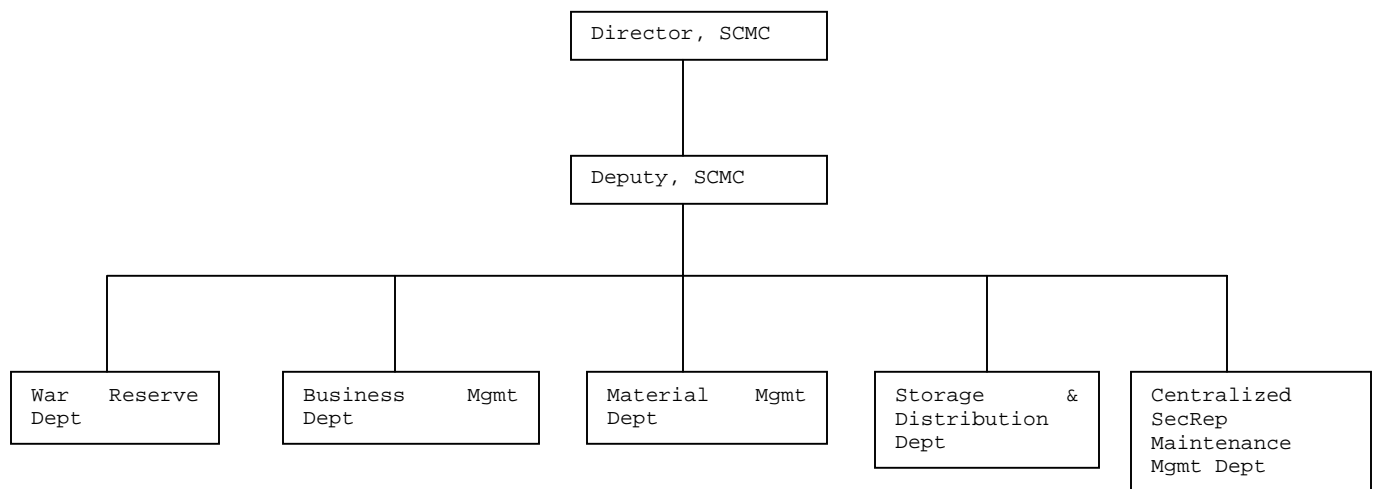 Director, SCMC
Deputy, SCMC
War Reserve
Dept
Business Mgmt
Dept
Material Mgmt
Dept
Storage &
Distribution
Dept
Centralized
SecRep
Maintenance
Mgmt Dept